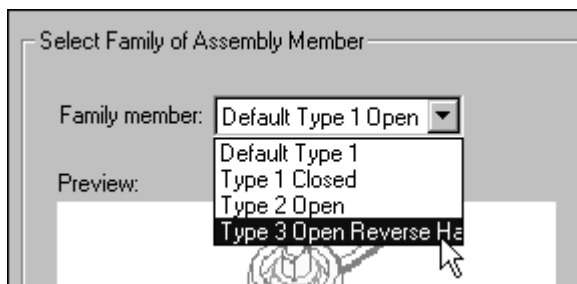 Select Family of Assembly Member
Family member: Default Type 1 Open
Default Type 1
Type 1 Closed
Preview:
Type 2 Open
Type 3 Open Reverse Ha